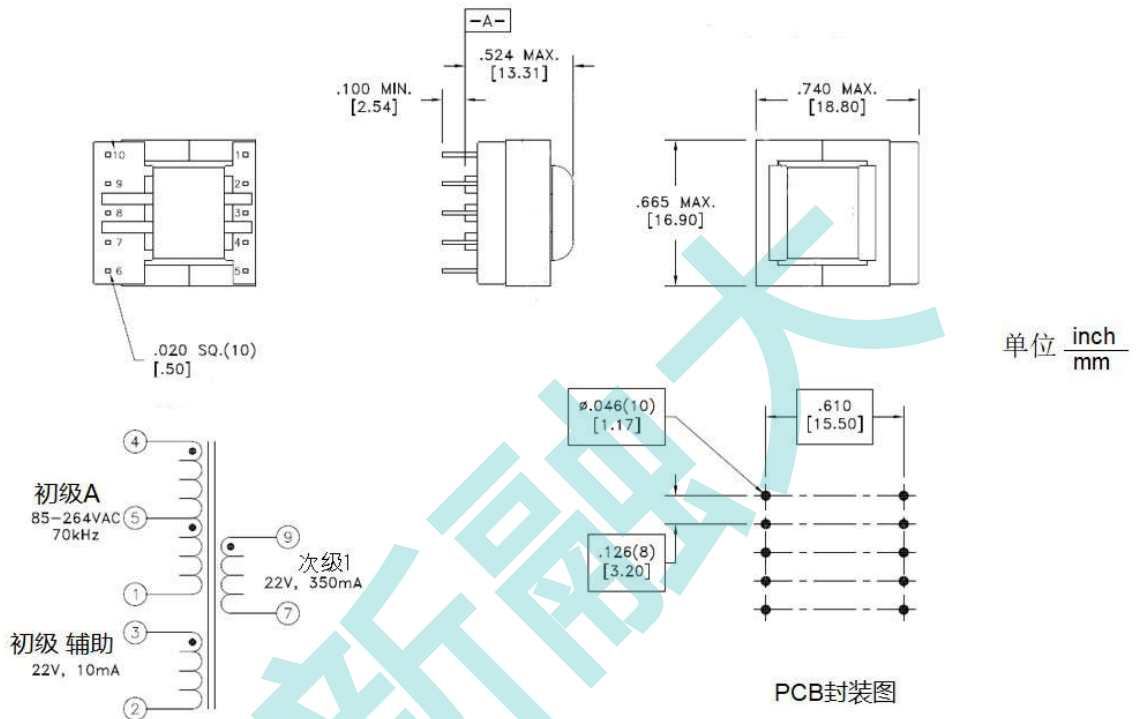 -A-
.524 MAX.
[13.31]
.100 MIN.
[2.54]
.740 MAX.
[18.80]
.665 MAX.
[16.90]
10
9
8
7
6
1
2
3
4
5
.020 SQ.(10)
[.50]
单位 inch
mm
ø.046(10)
[1.17]
.610
[15.50]
.126(8)
[3.20]
PCB封装图
4
初级A
85-264VAC
70kHz
5
1
3
初级 辅助
22V, 10mA
2
9
次级1
22V, 350mA
7
新融大